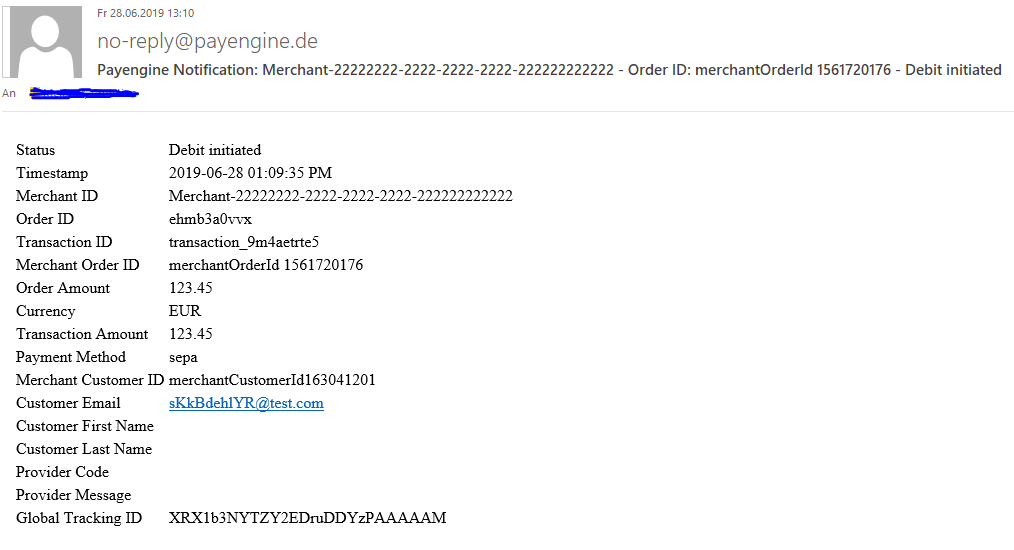 Fr 28.06.2019 13:10
no-reply@payengine.de
Payengine Notification: Merchant-22222222-2222-2222-2222-222222222222 - Order ID: merchantOrderId 1561720176 - Debit initiated
An
Status Debit initiated
Timestamp 2019-06-28 01:09:35 PM
Merchant ID Merchant-22222222-2222-2222-2222-222222222222
Order ID ehmb3a0vvx
Transaction ID transaction_9m4aetrte5
Merchant Order ID merchantOrderId 1561720176
Order Amount 123.45
Currency EUR
Transaction Amount 123.45
Payment Method sepa
Merchant Customer ID merchantCustomerId163041201
Customer Email sKkBdehlYR@test.com
Customer First Name
Customer Last Name
Provider Code
Provider Message
Global Tracking ID XRX1b3NYTZY2EDruDDYzPAAAAAM